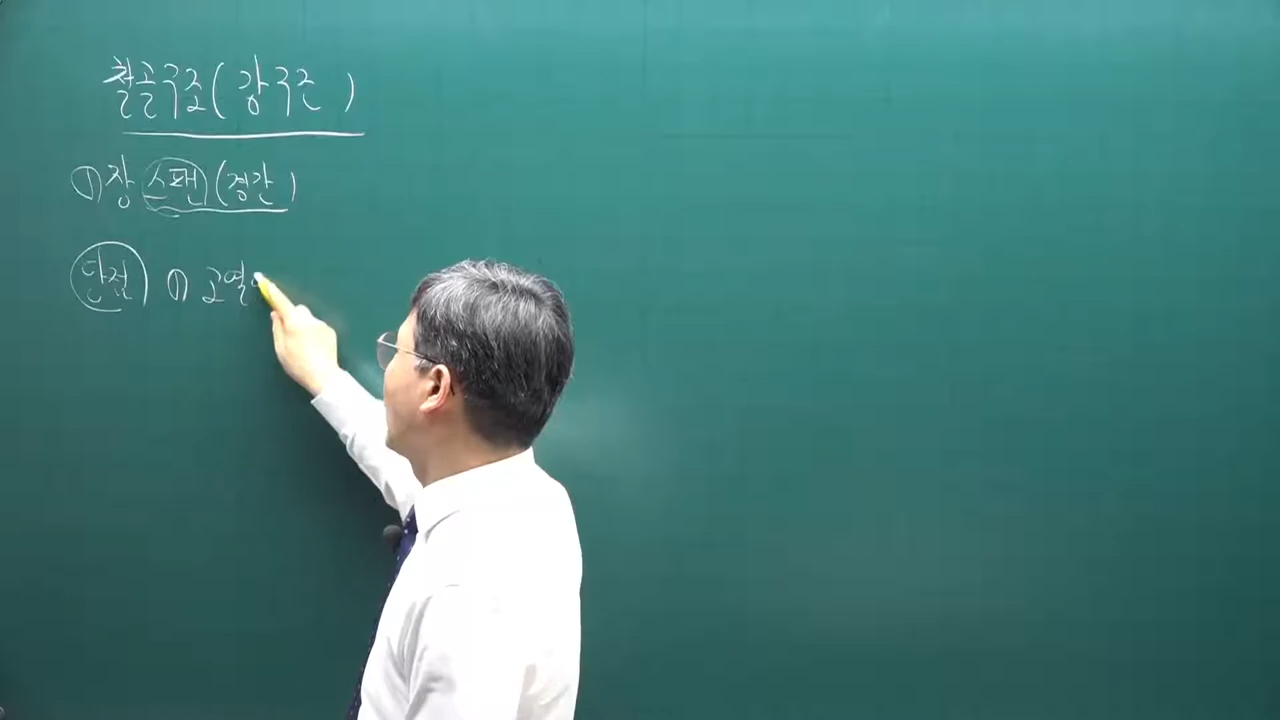 철골구조(강구조)
① 장스팬(경간)
단점) ① 고열